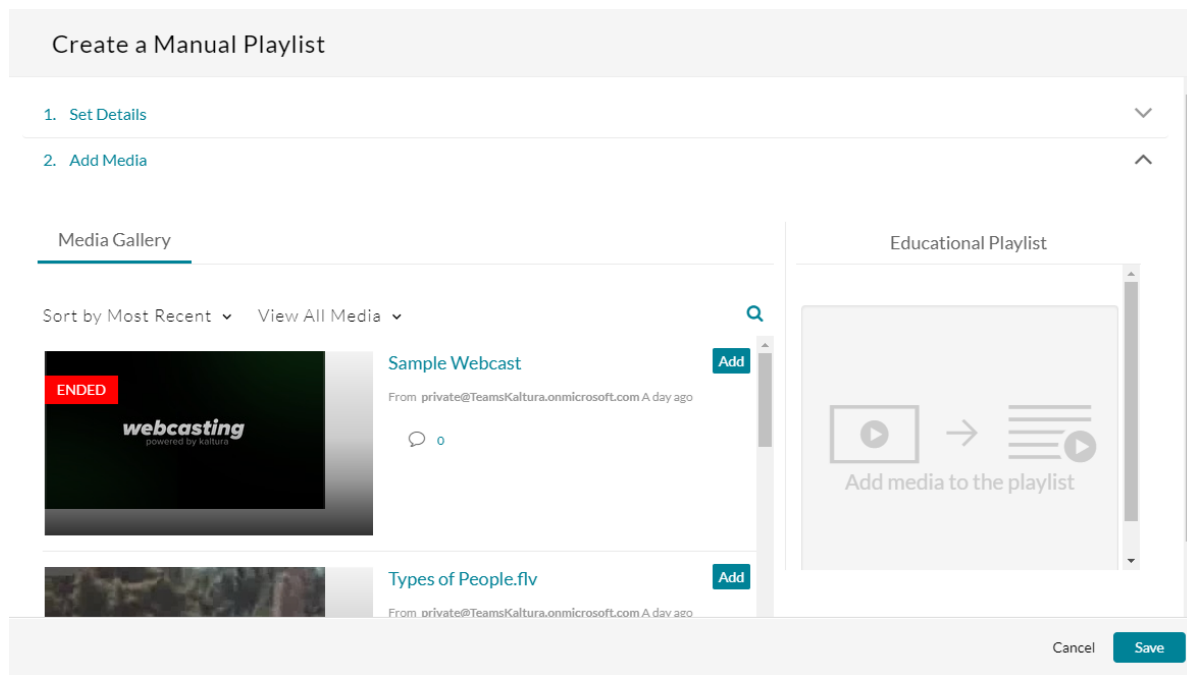 Create a Manual Playlist
1. Set Details
2. Add Media
Media Gallery
Educational Playlist
Sort by Most Recent View All Media
ENDED
webcasting
powered by kaltura
Sample Webcast
Add
From private@TeamsKaltura.onmicrosoft.com A day ago
0
Add media to the playlist
Types of People.flv
Add
From private@TeamsKaltura.onmicrosoft.com A day ago
Cancel Save